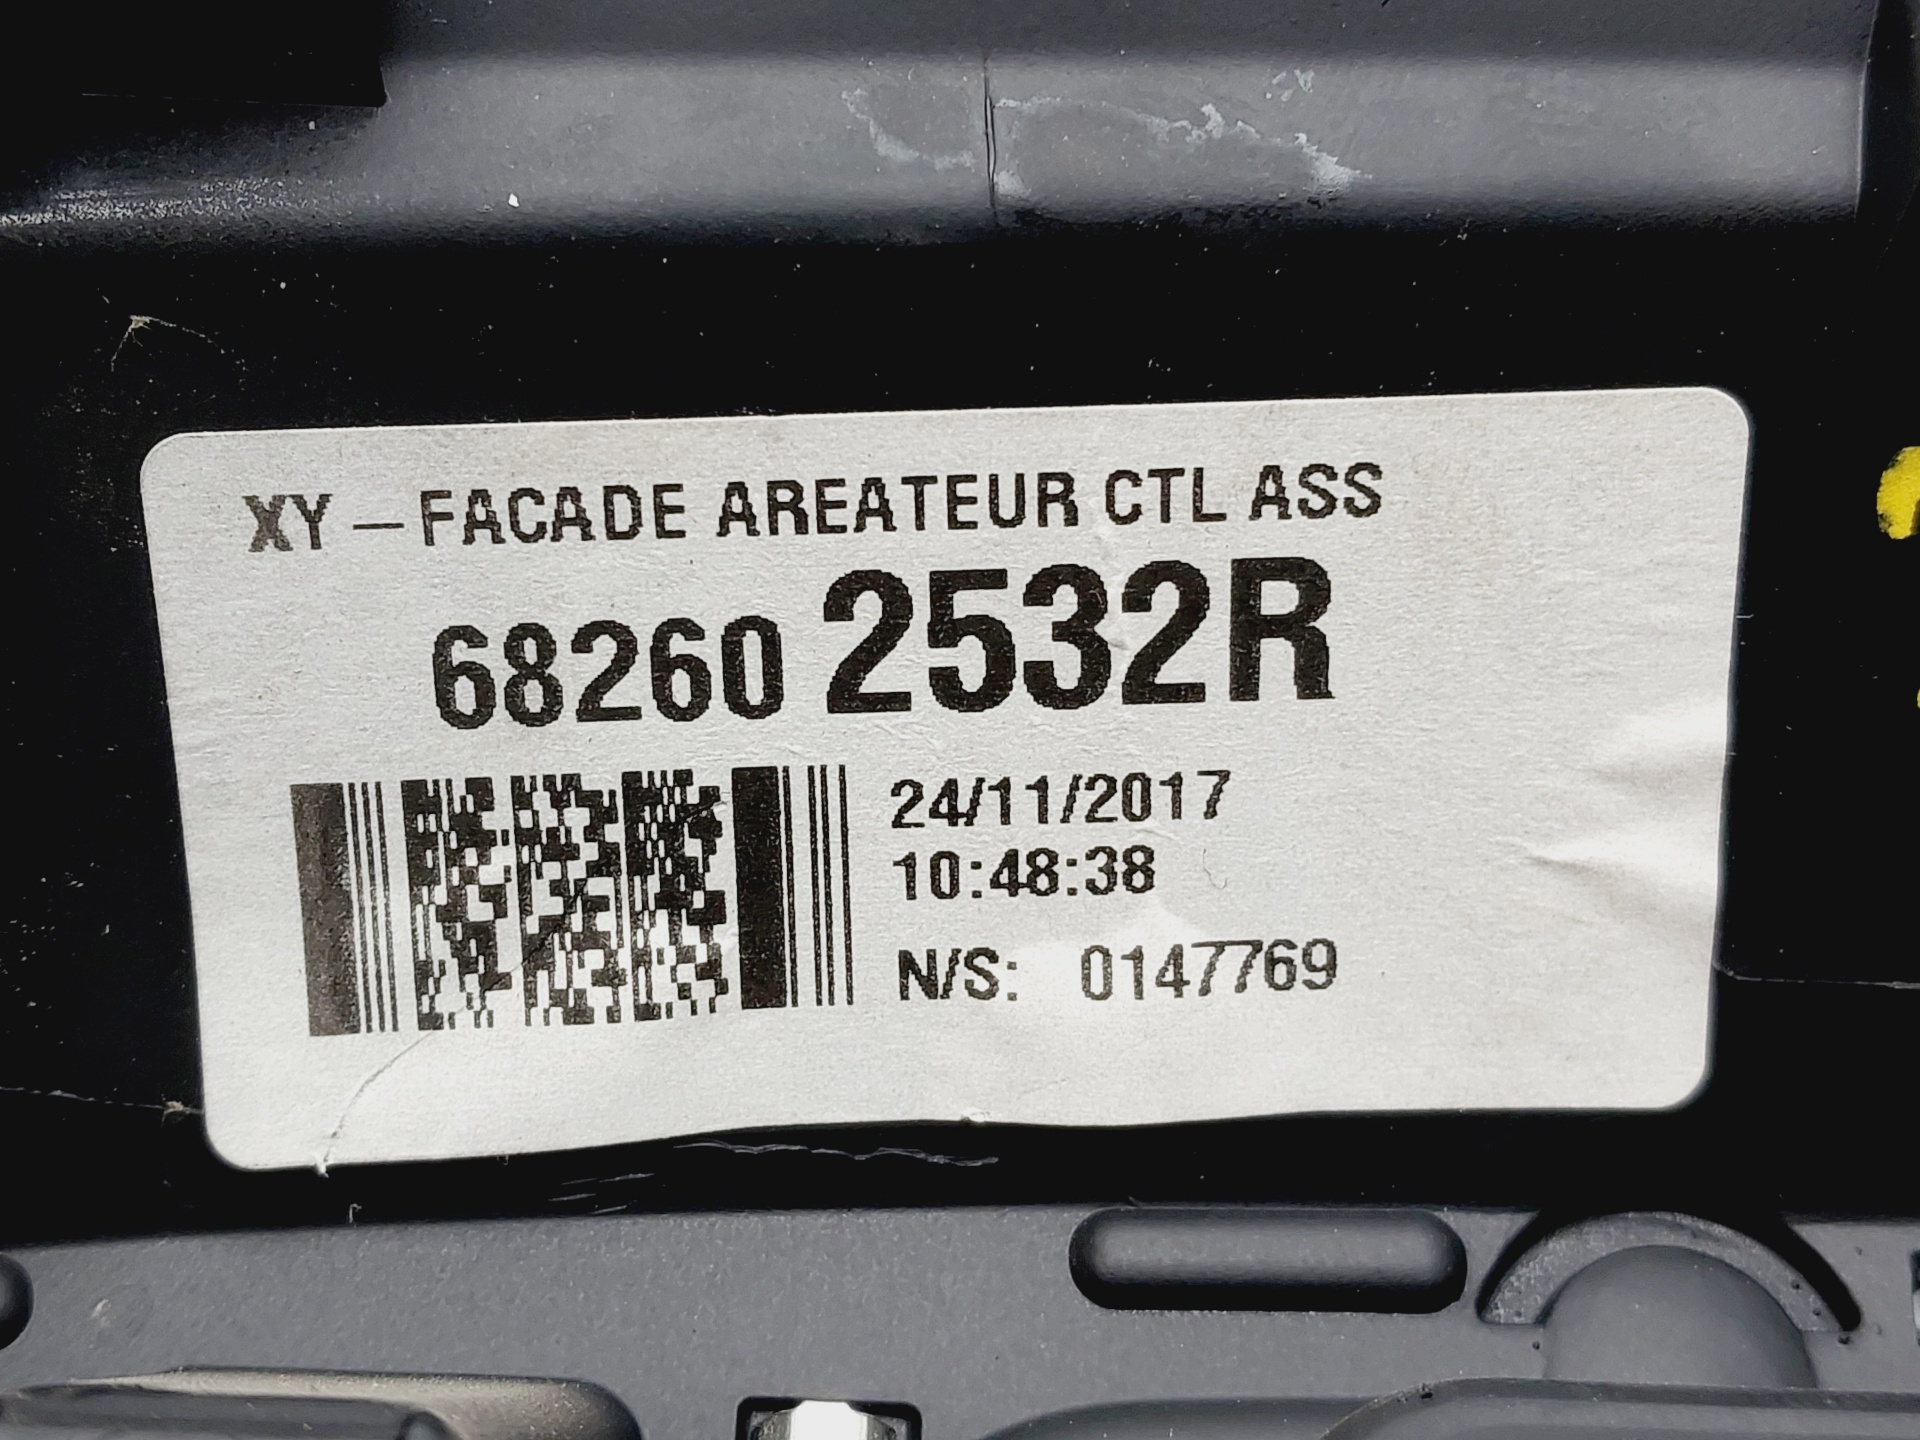 XY – FACADE AREATEUR CTL ASS
68260 2532R
24/11/2017
10:48:38
N/S: 0147769